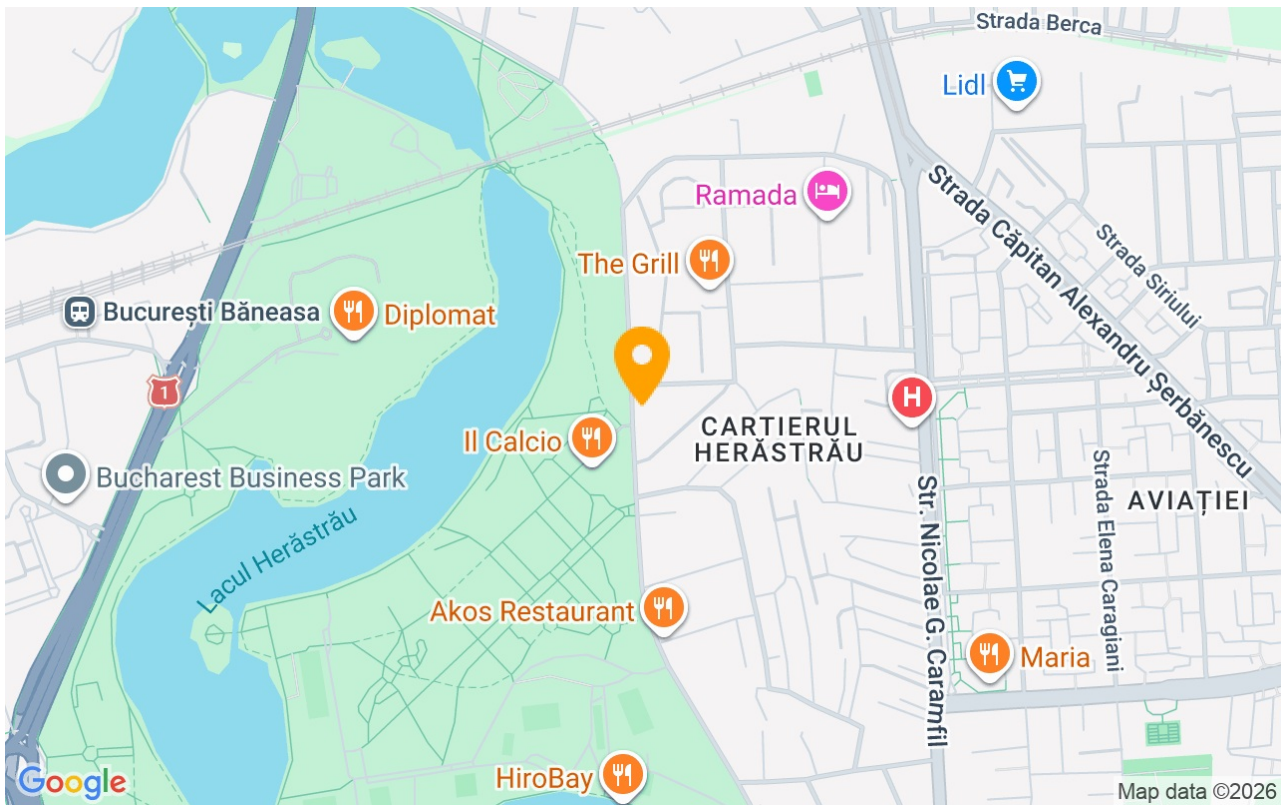 Strada Berca
Lidl
Ramada
Strada Căpitan Alexandru Șerbănescu
Strada Siriului
The Grill
București Băneasa
Diplomat
1
H
Il Calcio
CARTIERUL
HERĂSTRĂU
Bucharest Business Park
Str. Nicolae G. Caramfil
Strada Elena Caragiani
AVIAȚIEI
Lacul Herăstrău
Akos Restaurant
Maria
HiroBay
Google
Map data ©2026